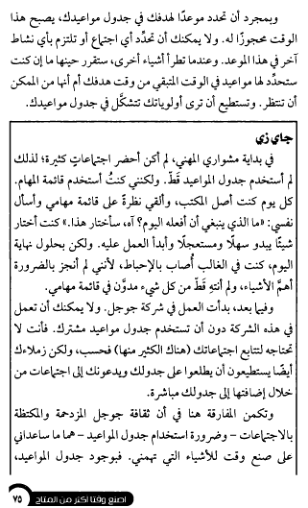 وبمجرد أن تحدد موعدًا لهدفك في جدول مواعيدك، يصبح هذا
الوقت محجوزًا له. ولا يمكنك أن تحدِّد أي اجتماع أو تلتزم بأي نشاط
آخر في هذا الموعد. وعندما تطرأ أشياء أخرى، ستقرر حينها ما إن كنت
ستحدِّد لها مواعيد في الوقت المتبقي من وقت هدفك أم أنها من الممكن
أن تنتظر. وتستطيع أن ترى أولوياتك تتشكَّل في جدول مواعيدك.
جاي زي
في بداية مشواري المهني، لم أكن أحضر اجتماعاتٍ كثيرة؛ لذلك
لم أستخدم جدول المواعيد قَطّ. ولكنني كنتُ أستخدم قائمة المهام.
كل يوم كنت أصل المكتب، وألقي نظرةً على قائمة مهامي وأسأل
نفسي: «ما الذي ينبغي أن أفعله اليوم؟ آه، سأختار هذا.» كنت أختار
شيئًا يبدو سهلًا ومستعجلًا وأبدأ العمل عليه. ولكن بحلول نهاية
اليوم، كنت في الغالب أُصاب بالإحباط، لأنني لم أنجز بالضرورة
أهمَّ الأشياء، ولم أنتهِ قَطّ من كل شيء مدوَّن في قائمة مهامي.
وفيما بعد، بدأت العمل في شركة جوجل. ولا يمكنك أن تعمل
في هذه الشركة دون أن تستخدم جدول مواعيد مشترك. فأنت لا
تحتاجه لتتابع اجتماعاتك (هناك الكثير منها) فحسب، ولكن زملاءك
أيضًا يستطيعون أن يطلعوا على جدولك ويدعونك إلى اجتماعات من
خلال إضافتها إلى جدولك مباشرة.
وتكمن المفارقة هنا في أن ثقافة جوجل المزدحمة والمكتظة
بالاجتماعات – وضرورة استخدام جدول المواعيد – هما ما ساعداني
على صنع وقت للأشياء التي تهمني. فبوجود جدول المواعيد،
اصنع وقتًا أكثر من المتاح ٧٥